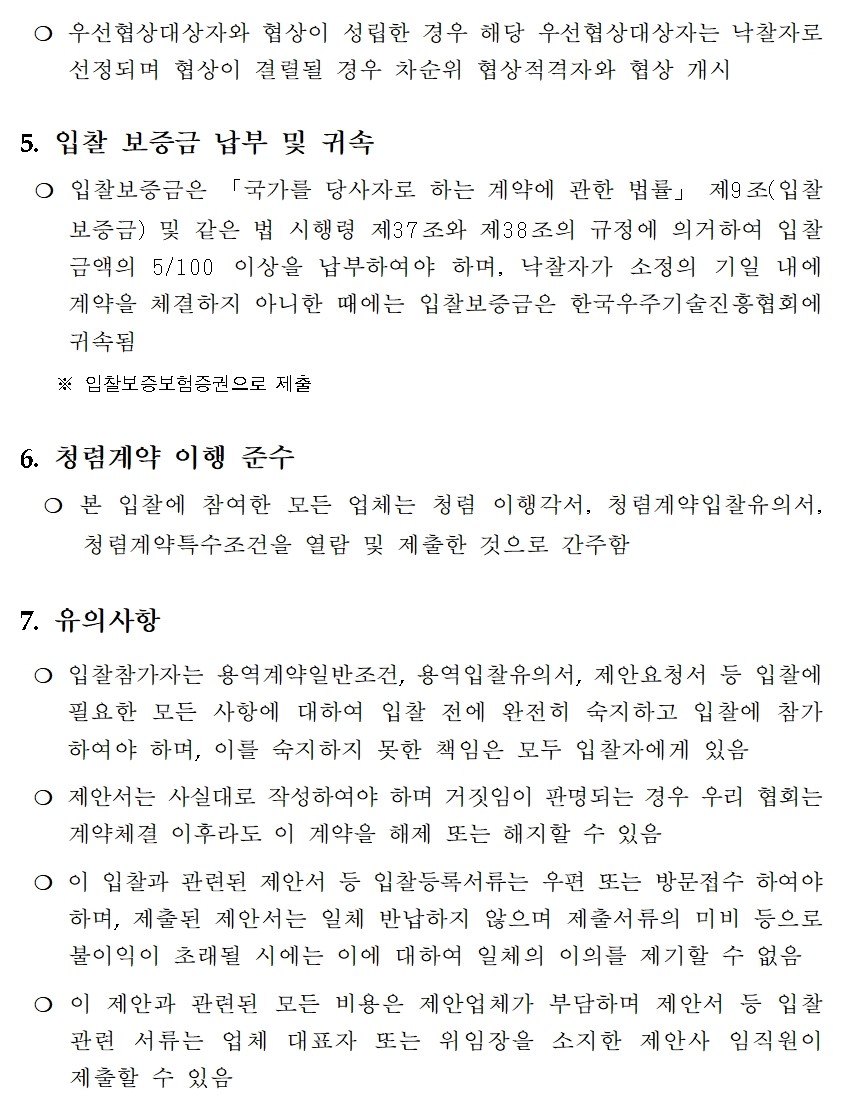 ❍ 우선협상대상자와 협상이 성립한 경우 해당 우선협상대상자는 낙찰자로
선정되며 협상이 결렬될 경우 차순위 협상적격자와 협상 개시
5. 입찰 보증금 납부 및 귀속
❍ 입찰보증금은 「국가를 당사자로 하는 계약에 관한 법률」 제9조(입찰
보증금) 및 같은 법 시행령 제37조와 제38조의 규정에 의거하여 입찰
금액의 5/100 이상을 납부하여야 하며, 낙찰자가 소정의 기일 내에
계약을 체결하지 아니한 때에는 입찰보증금은 한국우주기술진흥협회에
귀속됨
※ 입찰보증보험증권으로 제출
6. 청렴계약 이행 준수
❍ 본 입찰에 참여한 모든 업체는 청렴 이행각서, 청렴계약입찰유의서,
청렴계약특수조건을 열람 및 제출한 것으로 간주함
7. 유의사항
❍ 입찰참가자는 용역계약일반조건, 용역입찰유의서, 제안요청서 등 입찰에
필요한 모든 사항에 대하여 입찰 전에 완전히 숙지하고 입찰에 참가
하여야 하며, 이를 숙지하지 못한 책임은 모두 입찰자에게 있음
❍ 제안서는 사실대로 작성하여야 하며 거짓임이 판명되는 경우 우리 협회는
계약체결 이후라도 이 계약을 해제 또는 해지할 수 있음
❍ 이 입찰과 관련된 제안서 등 입찰등록서류는 우편 또는 방문접수 하여야
하며, 제출된 제안서는 일체 반납하지 않으며 제출서류의 미비 등으로
불이익이 초래될 시에는 이에 대하여 일체의 이의를 제기할 수 없음
❍ 이 제안과 관련된 모든 비용은 제안업체가 부담하며 제안서 등 입찰
관련 서류는 업체 대표자 또는 위임장을 소지한 제안사 임직원이
제출할 수 있음